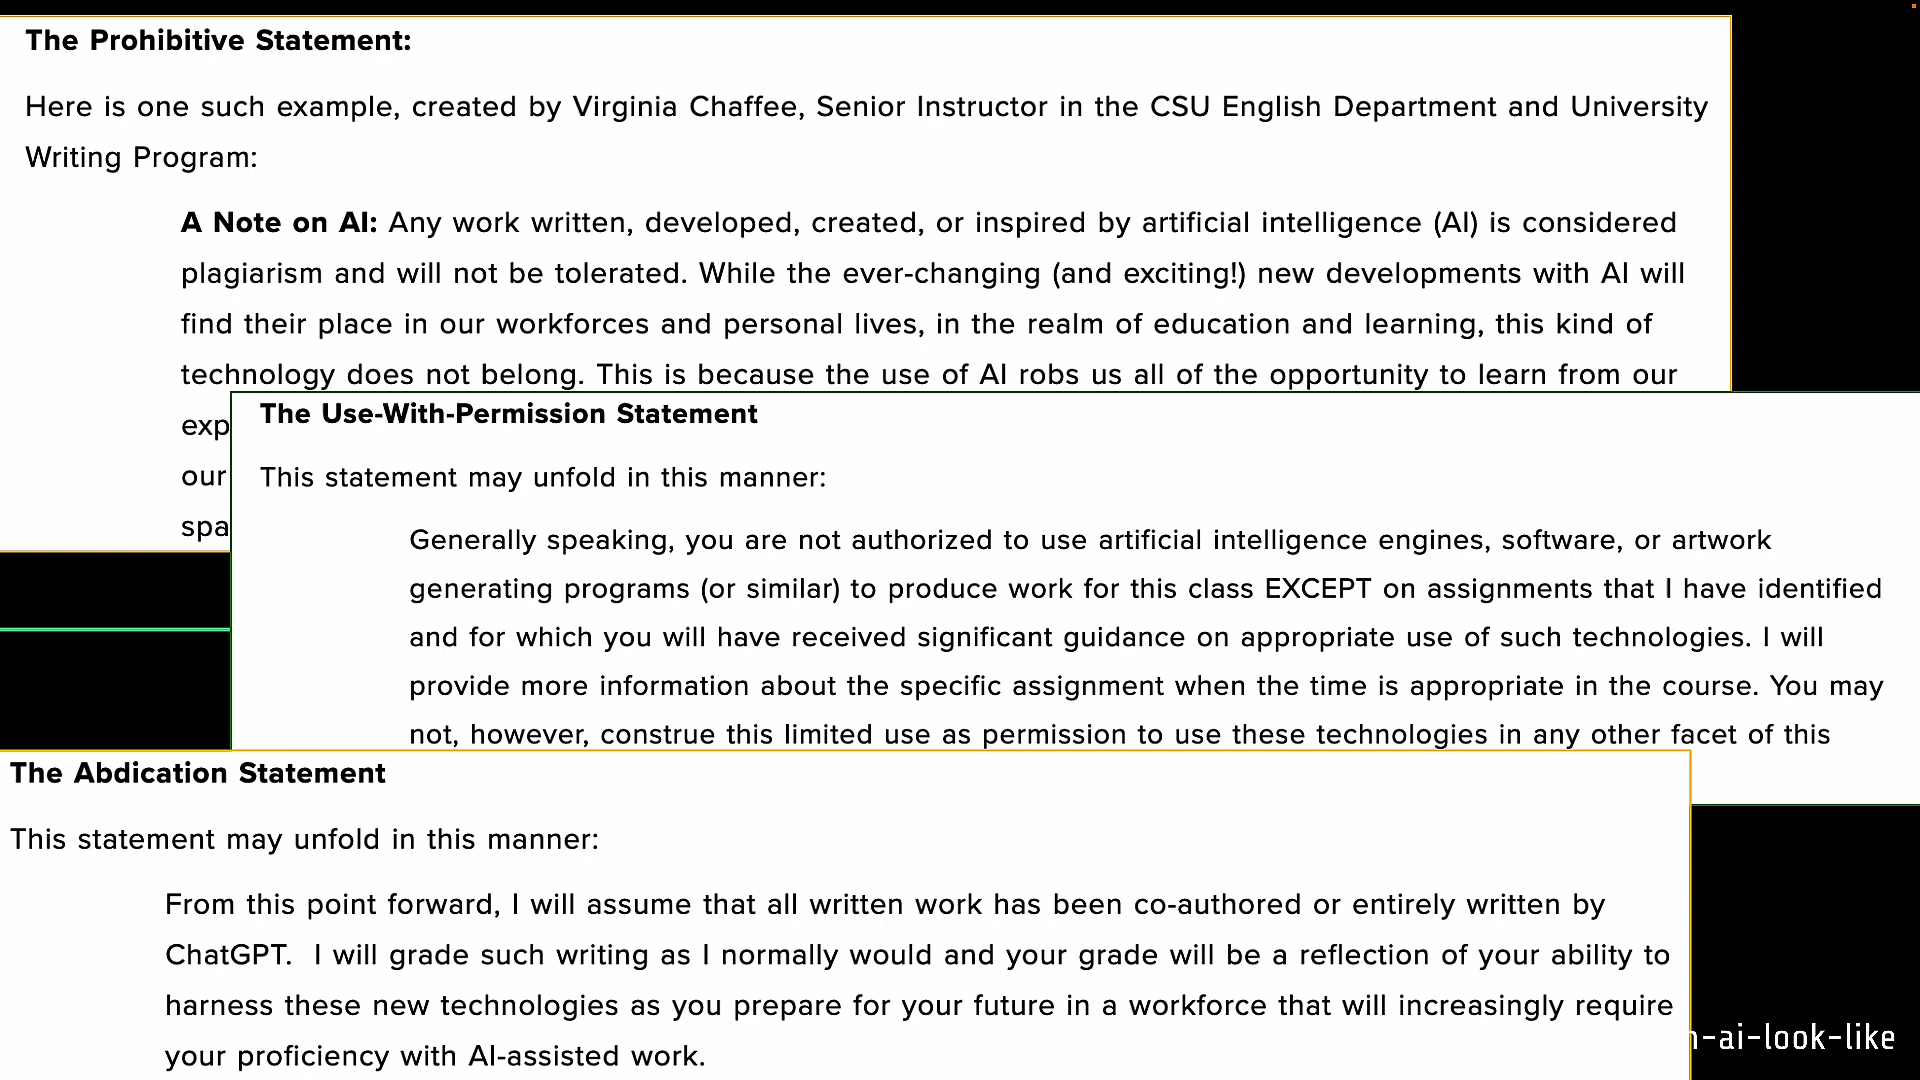 The Prohibitive Statement:
Here is one such example, created by Virginia Chaffee, Senior Instructor in the CSU English Department and University
Writing Program:
A Note on AI: Any work written, developed, created, or inspired by artificial intelligence (AI) is considered
plagiarism and will not be tolerated. While the ever-changing (and exciting!) new developments with AI will
find their place in our workforces and personal lives, in the realm of education and learning, this kind of
technology does not belong. This is because the use of AI robs us all of the opportunity to learn from our
exp
our
spa
The Use-With-Permission Statement
This statement may unfold in this manner:
Generally speaking, you are not authorized to use artificial intelligence engines, software, or artwork
generating programs (or similar) to produce work for this class EXCEPT on assignments that I have identified
and for which you will have received significant guidance on appropriate use of such technologies. I will
provide more information about the specific assignment when the time is appropriate in the course. You may
not, however, construe this limited use as permission to use these technologies in any other facet of this
The Abdication Statement
This statement may unfold in this manner:
From this point forward, I will assume that all written work has been co-authored or entirely written by
ChatGPT. I will grade such writing as I normally would and your grade will be a reflection of your ability to
harness these new technologies as you prepare for your future in a workforce that will increasingly require
your proficiency with AI-assisted work.
-ai-look-like